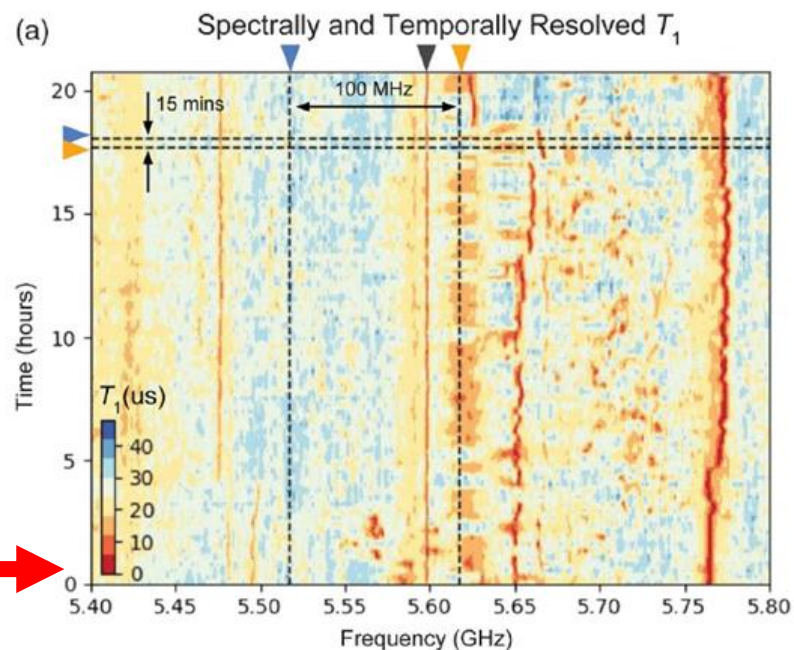 (a)
Spectrally and Temporally Resolved T1
20
15 mins
100 MHz
15
Time (hours)
10
T1(us)
40
30
5
20
10
0
0
5.40 5.45 5.50 5.55 5.60 5.65 5.70 5.75 5.80
Frequency (GHz)